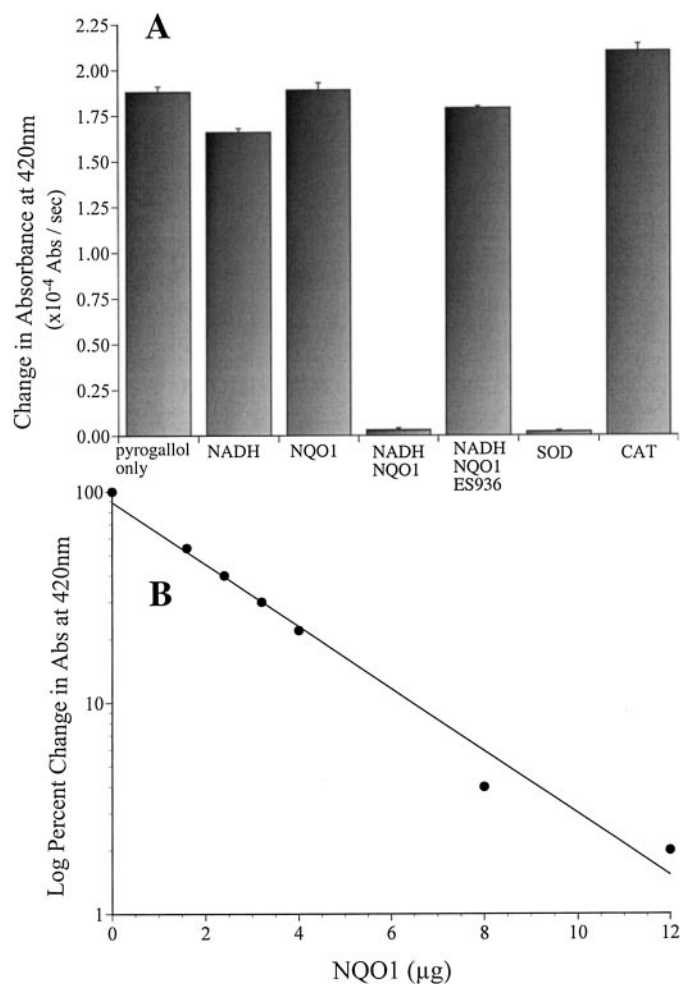 A
Change in Absorbance at 420nm
(x10-4 Abs / sec)
2.25
2.00
1.75
1.50
1.25
1.00
0.75
0.50
0.25
0.00
pyrogallol
only
NADH
NQO1
NADH
NQO1
NADH
NQO1
ES936
SOD
CAT
B
Log Percent Change in Abs at 420nm
100
10
1
0
2
4
6
8
10
12
NQO1 (µg)